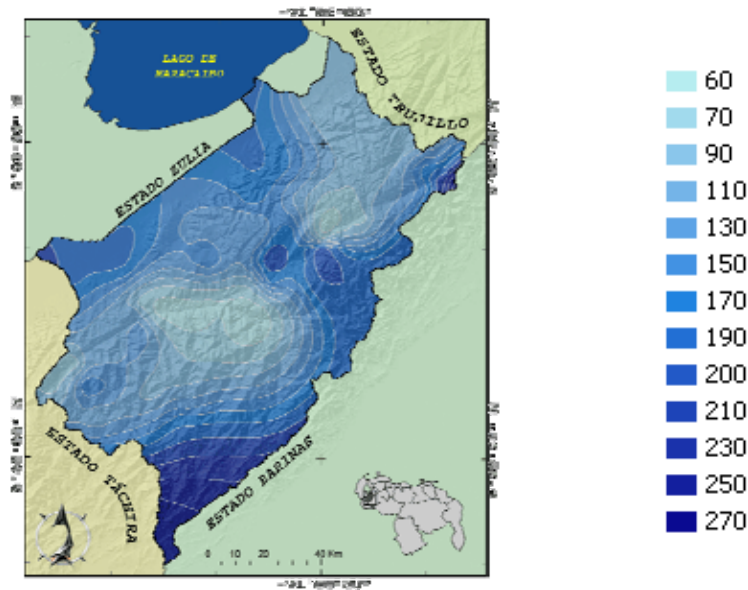 LAGO DE
MARACAIBO
ESTADO TRUJILLO
ESTADO ZULIA
ESTADO BARINAS
ESTADO TÁCHIRA
0 10 20 40 Km
60
70
90
110
130
150
170
190
200
210
230
250
270